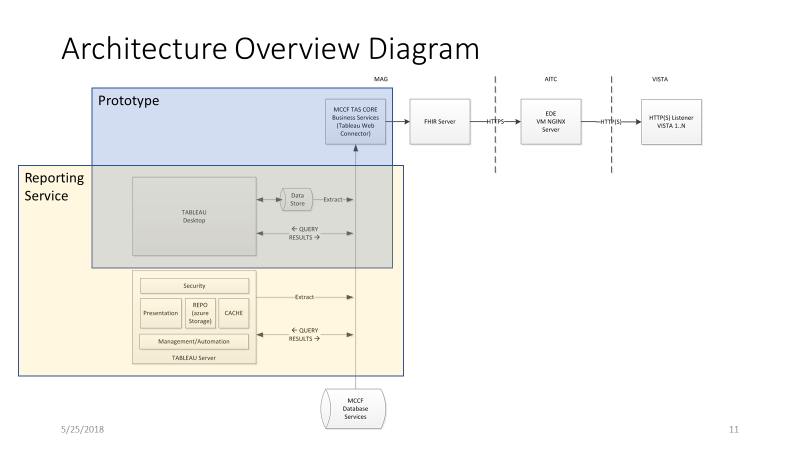 Architecture Overview Diagram
MAG
AITC
VISTA
Prototype
MCCF TAS CORE
Business Services
(Tableau Web
Connector)
FHIR Server
HTTPS
EDE
VM NGINX
Server
HTTP(S)
HTTP(S) Listener
VISTA 1..N
Reporting
Service
TABLEAU
Desktop
Data
Store
Extract
← QUERY
RESULTS →
Security
Presentation
REPO
(azure
Storage)
CACHE
Management/Automation
TABLEAU Server
Extract
← QUERY
RESULTS →
MCCF
Database
Services
5/25/2018
11